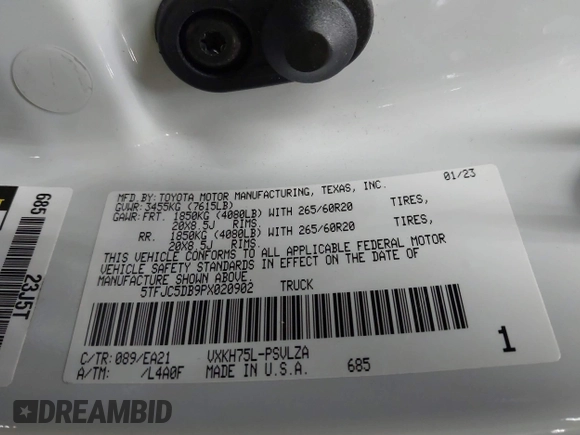 MFD. BY: TOYOTA MOTOR MANUFACTURING, TEXAS, INC. 01/23
GVWR: 3455KG (7615LB)
GAWR: FRT. 1850KG (4080LB) WITH 265/60R20 TIRES,
20X8.5J RIMS.
RR. 1850KG (4080LB) WITH 265/60R20 TIRES,
20X8.5J RIMS.
THIS VEHICLE CONFORMS TO ALL APPLICABLE FEDERAL MOTOR
VEHICLE SAFETY STANDARDS IN EFFECT ON THE DATE OF
MANUFACTURE SHOWN ABOVE.
5TFJC5DB9PX020902 TRUCK
C/TR: 089/EA21 VXKH75L-PSVLZA 1
A/TM: /L4A0F MADE IN U.S.A. 685
685 23J5T
DREAMBID